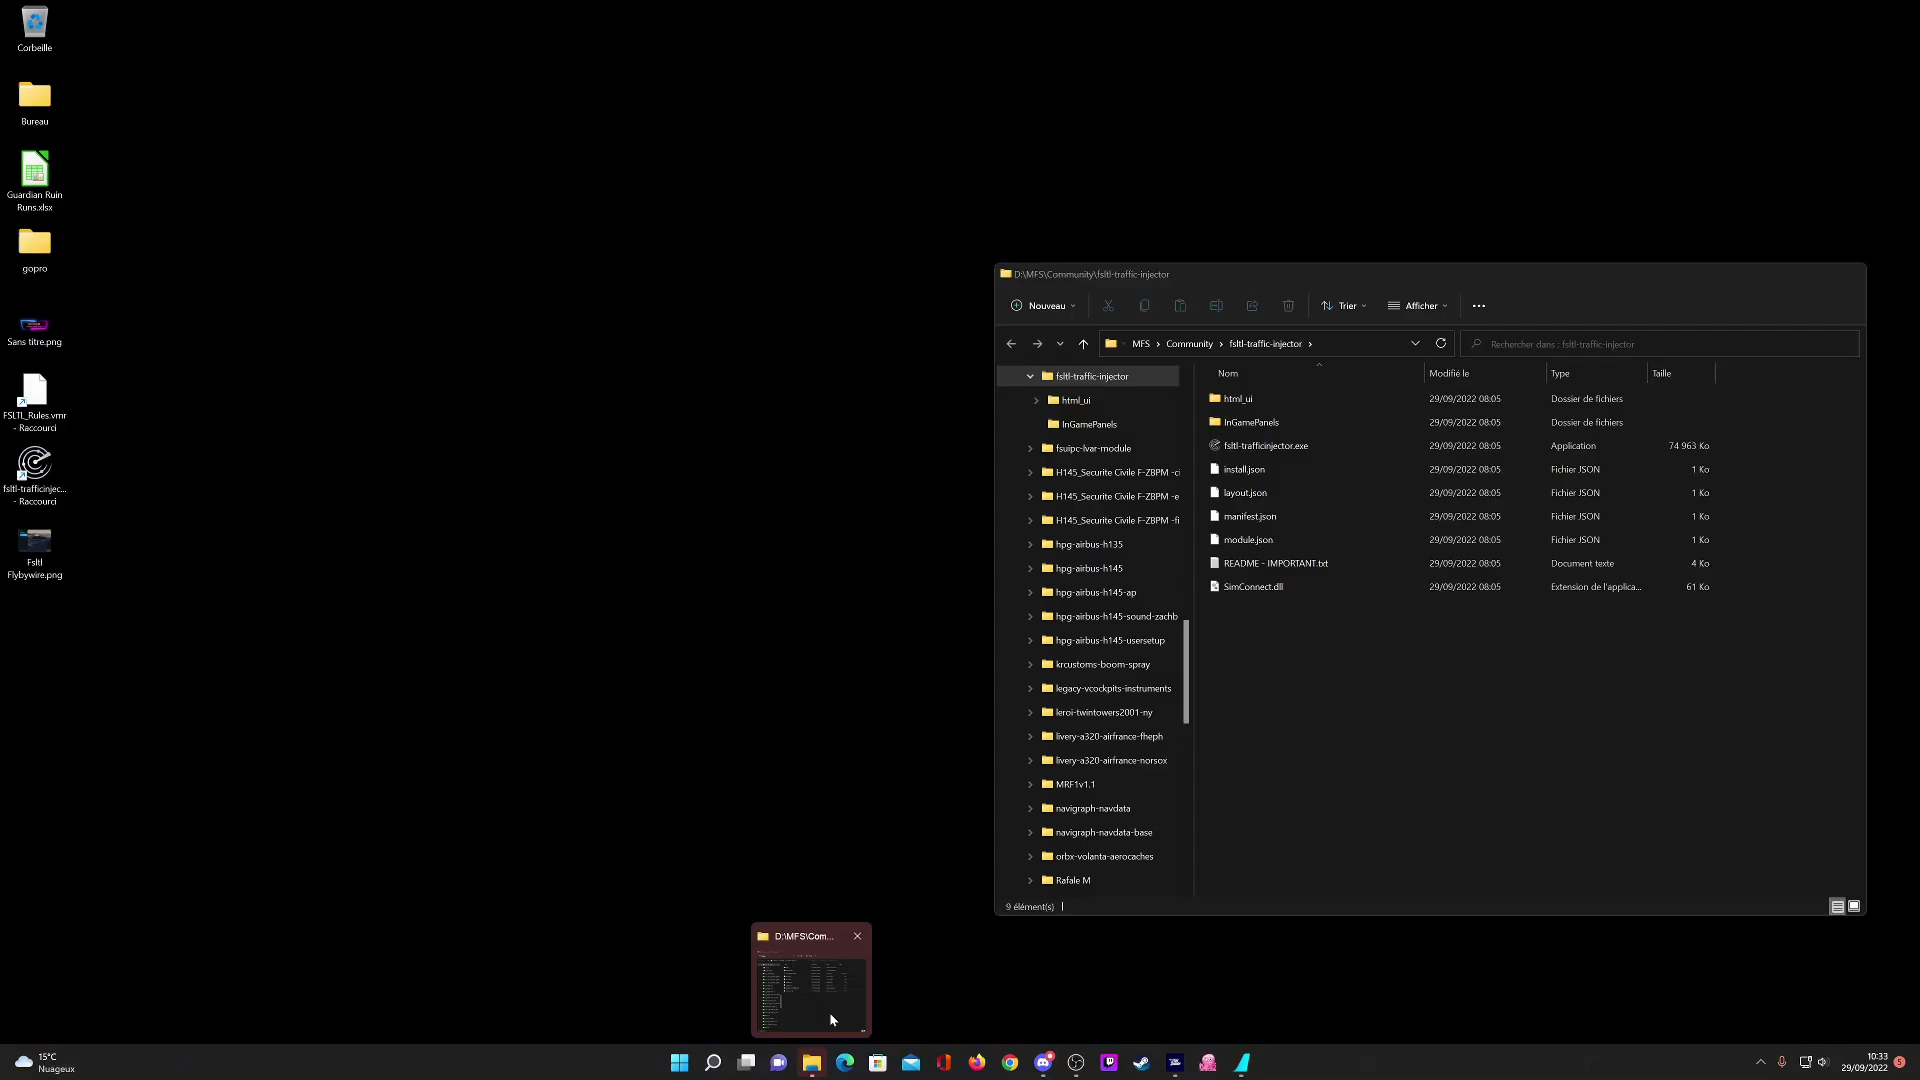 Corbeille
Bureau
Guardian Ruin
Runs.xlsx
gopro
Sans titre.png
FSLTL_Rules.vmr
- Raccourci
fsltl-trafficinjec...
- Raccourci
Fsltl
Flybywire.png
D:\MFS\Community\fsltl-traffic-injector
Nouveau
Trier
Afficher
MFS > Community > fsltl-traffic-injector >
Rechercher dans : fsltl-traffic-injector
fsltl-traffic-injector
html_ui
InGamePanels
fsuipc-lvar-module
H145_Securite Civile F-ZBPM -ci
H145_Securite Civile F-ZBPM -e
H145_Securite Civile F-ZBPM -fi
hpg-airbus-h135
hpg-airbus-h145
hpg-airbus-h145-ap
hpg-airbus-h145-sound-zachb
hpg-airbus-h145-usersetup
krcustoms-boom-spray
legacy-vcockpits-instruments
leroi-twintowers2001-ny
livery-a320-airfrance-fheph
livery-a320-airfrance-norsox
MRF1v1.1
navigraph-navdata
navigraph-navdata-base
orbx-volanta-aerocaches
Rafale M
Nom Modifié le Type Taille
html_ui 29/09/2022 08:05 Dossier de fichiers
InGamePanels 29/09/2022 08:05 Dossier de fichiers
fsltl-trafficinjector.exe 29/09/2022 08:05 Application 74 963 Ko
install.json 29/09/2022 08:05 Fichier JSON 1 Ko
layout.json 29/09/2022 08:05 Fichier JSON 1 Ko
manifest.json 29/09/2022 08:05 Fichier JSON 1 Ko
module.json 29/09/2022 08:05 Fichier JSON 1 Ko
README - IMPORTANT.txt 29/09/2022 08:05 Document texte 4 Ko
SimConnect.dll 29/09/2022 08:05 Extension de l'applica... 61 Ko
9 élément(s)
D:\MFS\Com...
15°C
Nuageux
10:33
29/09/2022
5